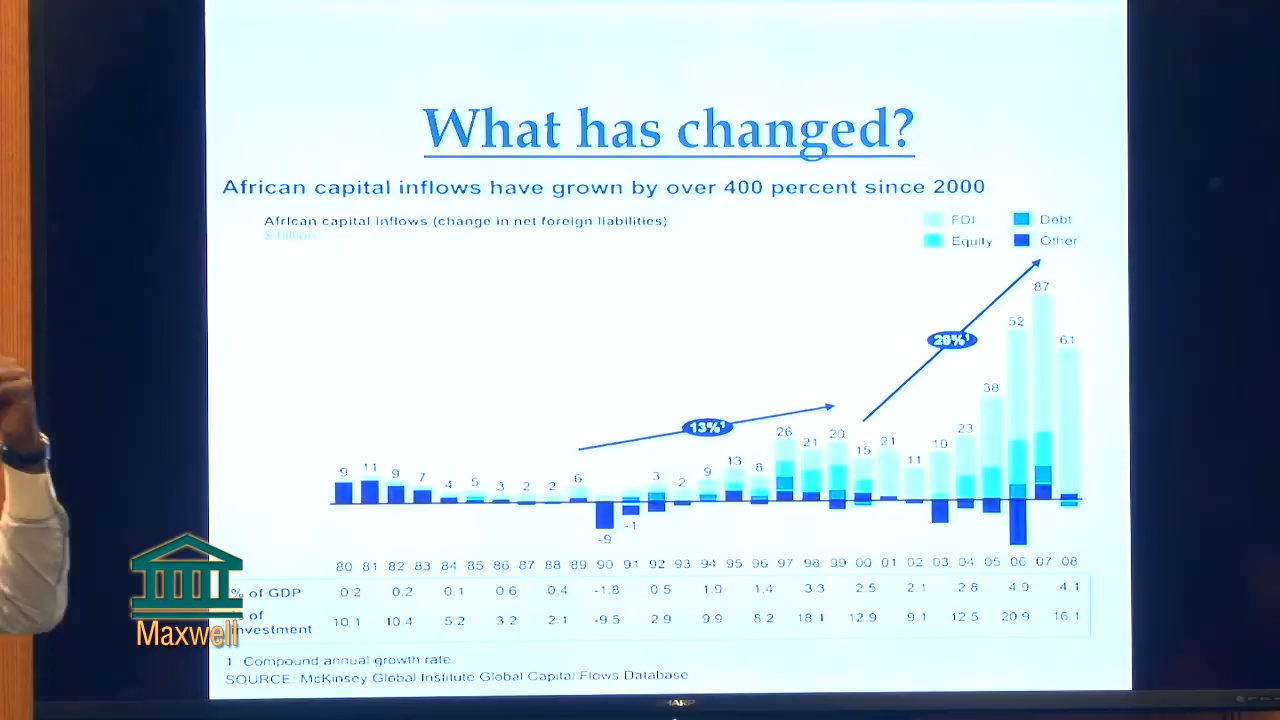 What has changed?
African capital inflows have grown by over 400 percent since 2000
African capital inflows (change in net foreign liabilities)
$ billion
FDI
Debt
Equity
Other
87
52
29%¹
61
38
13%¹
26 21 20 15 21 11 10 23
9 11 9 7 4 5 3 2 2 6 3 2 9 13 8
-9 -1
80 81 82 83 84 85 86 87 88 89 90 91 92 93 94 95 96 97 98 99 00 01 02 03 04 05 06 07 08
% of GDP 0.2 0.2 0.1 0.6 0.4 -1.8 0.5 1.9 1.4 3.3 2.5 2.1 2.8 4.9 4.1
of
investment 10.1 10.4 5.2 3.2 2.1 -9.5 2.9 9.9 8.2 18.1 12.9 9.1 12.5 20.9 16.1
Maxwell
1 Compound annual growth rate.
SOURCE: McKinsey Global Institute Global Capital Flows Database
SHARP